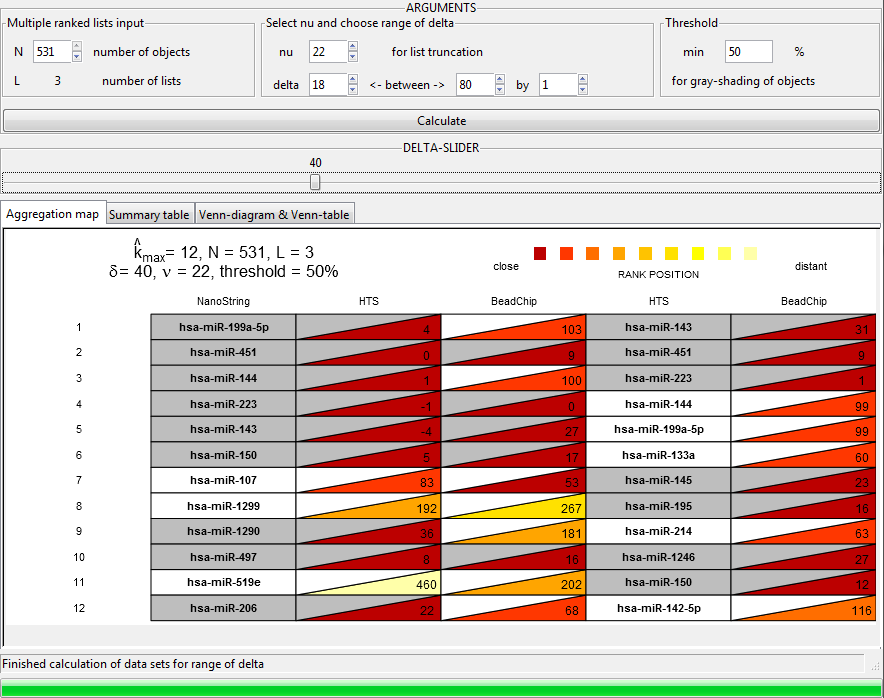 ARGUMENTS
Multiple ranked lists input
Select nu and choose range of delta
Threshold
N 531 number of objects
nu 22 for list truncation
min 50 %
L 3 number of lists
delta 18 <- between -> 80 by 1
for gray-shading of objects
Calculate
DELTA-SLIDER
40
Aggregation map Summary table Venn-diagram & Venn-table
k̂max= 12, N = 531, L = 3
δ= 40, ν = 22, threshold = 50%
close distant
RANK POSITION
NanoString HTS BeadChip HTS BeadChip
1 hsa-miR-199a-5p 4 103 hsa-miR-143 31
2 hsa-miR-451 0 9 hsa-miR-451 9
3 hsa-miR-144 1 100 hsa-miR-223 1
4 hsa-miR-223 -1 0 hsa-miR-144 99
5 hsa-miR-143 -4 27 hsa-miR-199a-5p 99
6 hsa-miR-150 5 17 hsa-miR-133a 60
7 hsa-miR-107 83 53 hsa-miR-145 23
8 hsa-miR-1299 192 267 hsa-miR-195 16
9 hsa-miR-1290 36 181 hsa-miR-214 63
10 hsa-miR-497 8 16 hsa-miR-1246 27
11 hsa-miR-519e 460 202 hsa-miR-150 12
12 hsa-miR-206 22 68 hsa-miR-142-5p 116
Finished calculation of data sets for range of delta